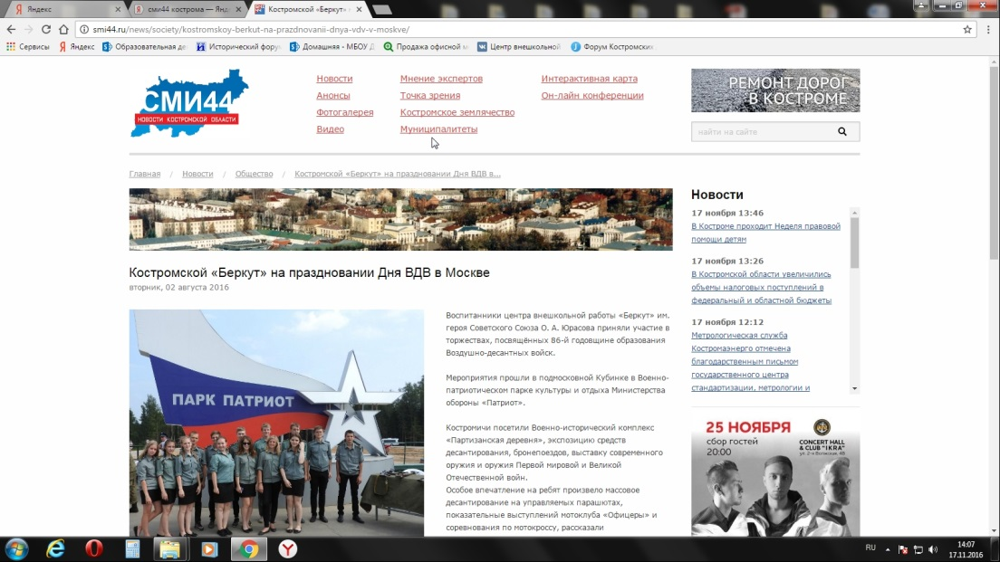 Яндекс
сми44 кострома — Янд
Костромской «Беркут»
smi44.ru/news/society/kostromskoy-berkut-na-prazdnovanii-dnya-vdv-v-moskve/
Сервисы Яндекс Образовательная де Исторический фору Домашняя - МБОУ Д Продажа офисной м Центр внешкольной Форум Костромских
СМИ44
НОВОСТИ КОСТРОМСКОЙ ОБЛАСТИ
Новости
Анонсы
Фотогалерея
Видео
Мнение экспертов
Точка зрения
Костромское землячество
Муниципалитеты
Интерактивная карта
Он-лайн конференции
РЕМОНТ ДОРОГ
В КОСТРОМЕ
найти на сайте
Главная / Новости / Общество / Костромской «Беркут» на праздновании Дня ВДВ в...
Костромской «Беркут» на праздновании Дня ВДВ в Москве
вторник, 02 августа 2016
ПАРК ПАТРИОТ
Воспитанники центра внешкольной работы «Беркут» им.
героя Советского Союза О. А. Юрасова приняли участие в
торжествах, посвящённых 86-й годовщине образования
Воздушно-десантных войск.
Мероприятия прошли в подмосковной Кубинке в Военно-
патриотическом парке культуры и отдыха Министерства
обороны «Патриот».
Костромичи посетили Военно-исторический комплекс
«Партизанская деревня», экспозицию средств
десантирования, бронепоездов, выставку современного
оружия и оружия Первой мировой и Великой
Отечественной войн.
Особое впечатление на ребят произвело массовое
десантирование на управляемых парашютах,
показательные выступлений мотоклуба «Офицеры» и
соревнования по мотокроссу, рассказали
Новости
17 ноября 13:46
В Костроме проходит Неделя правовой
помощи детям
17 ноября 13:26
В Костромской области увеличились
объемы налоговых поступлений в
федеральный и областной бюджеты
17 ноября 12:12
Метрологическая служба
Костромаэнерго отмечена
благодарственным письмом
государственного центра
стандартизации, метрологии и
25 НОЯБРЯ
сбор гостей
20:00
CONCERT HALL
& CLUB "IKRA"
RU
14:07
17.11.2016